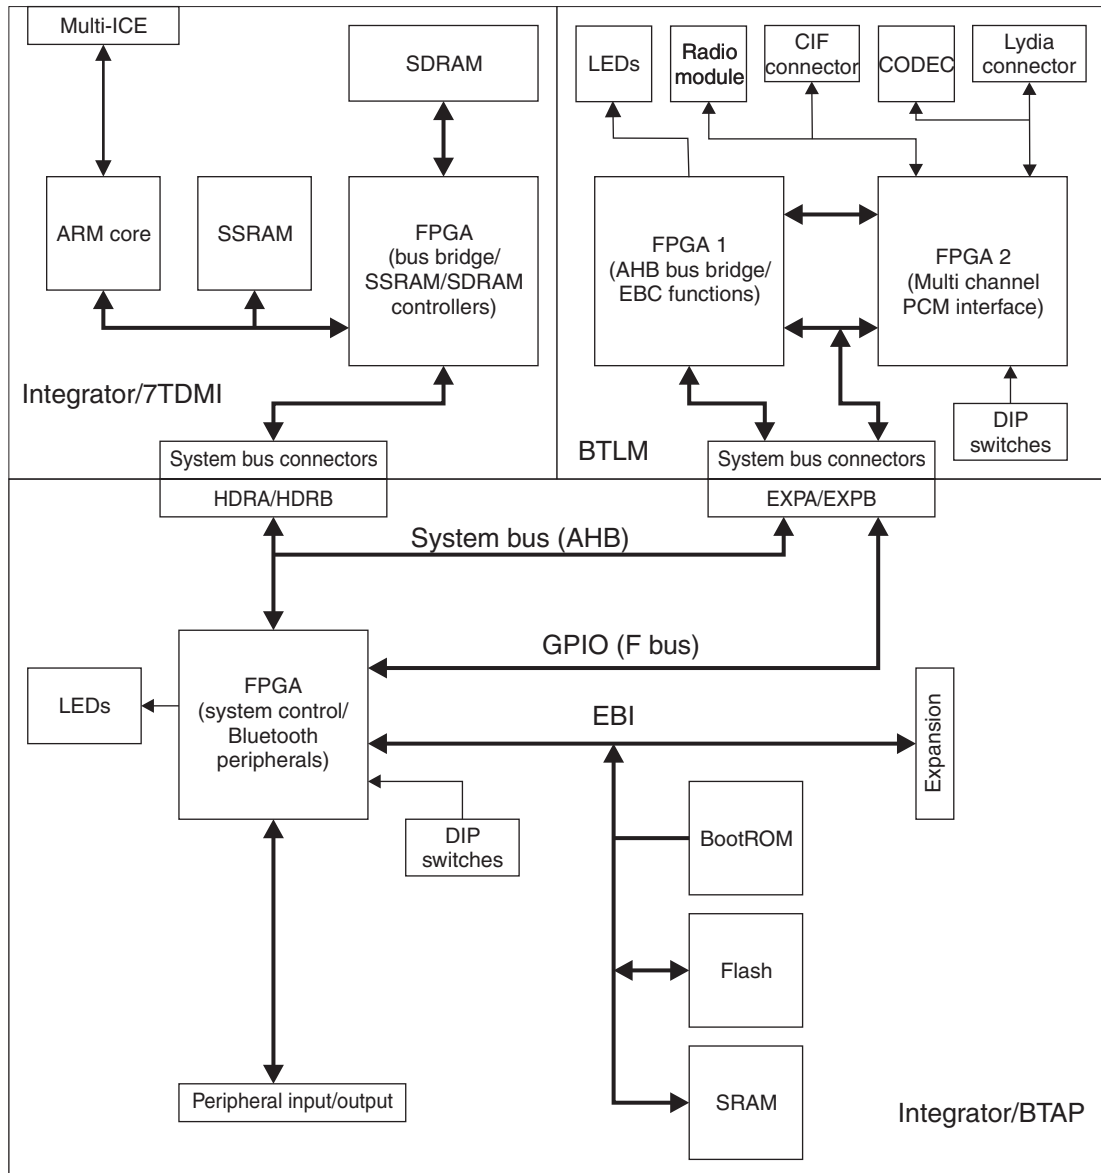 Multi-ICE
SDRAM
ARM core
SSRAM
FPGA
(bus bridge/
SSRAM/SDRAM
controllers)
Integrator/7TDMI
System bus connectors
LEDs
Radio
module
CIF
connector
CODEC
Lydia
connector
FPGA 1
(AHB bus bridge/
EBC functions)
FPGA 2
(Multi channel
PCM interface)
DIP
switches
BTLM
System bus connectors
HDRA/HDRB
EXPA/EXPB
System bus (AHB)
GPIO (F bus)
LEDs
FPGA
(system control/
Bluetooth
peripherals)
EBI
Expansion
DIP
switches
BootROM
Flash
SRAM
Peripheral input/output
Integrator/BTAP